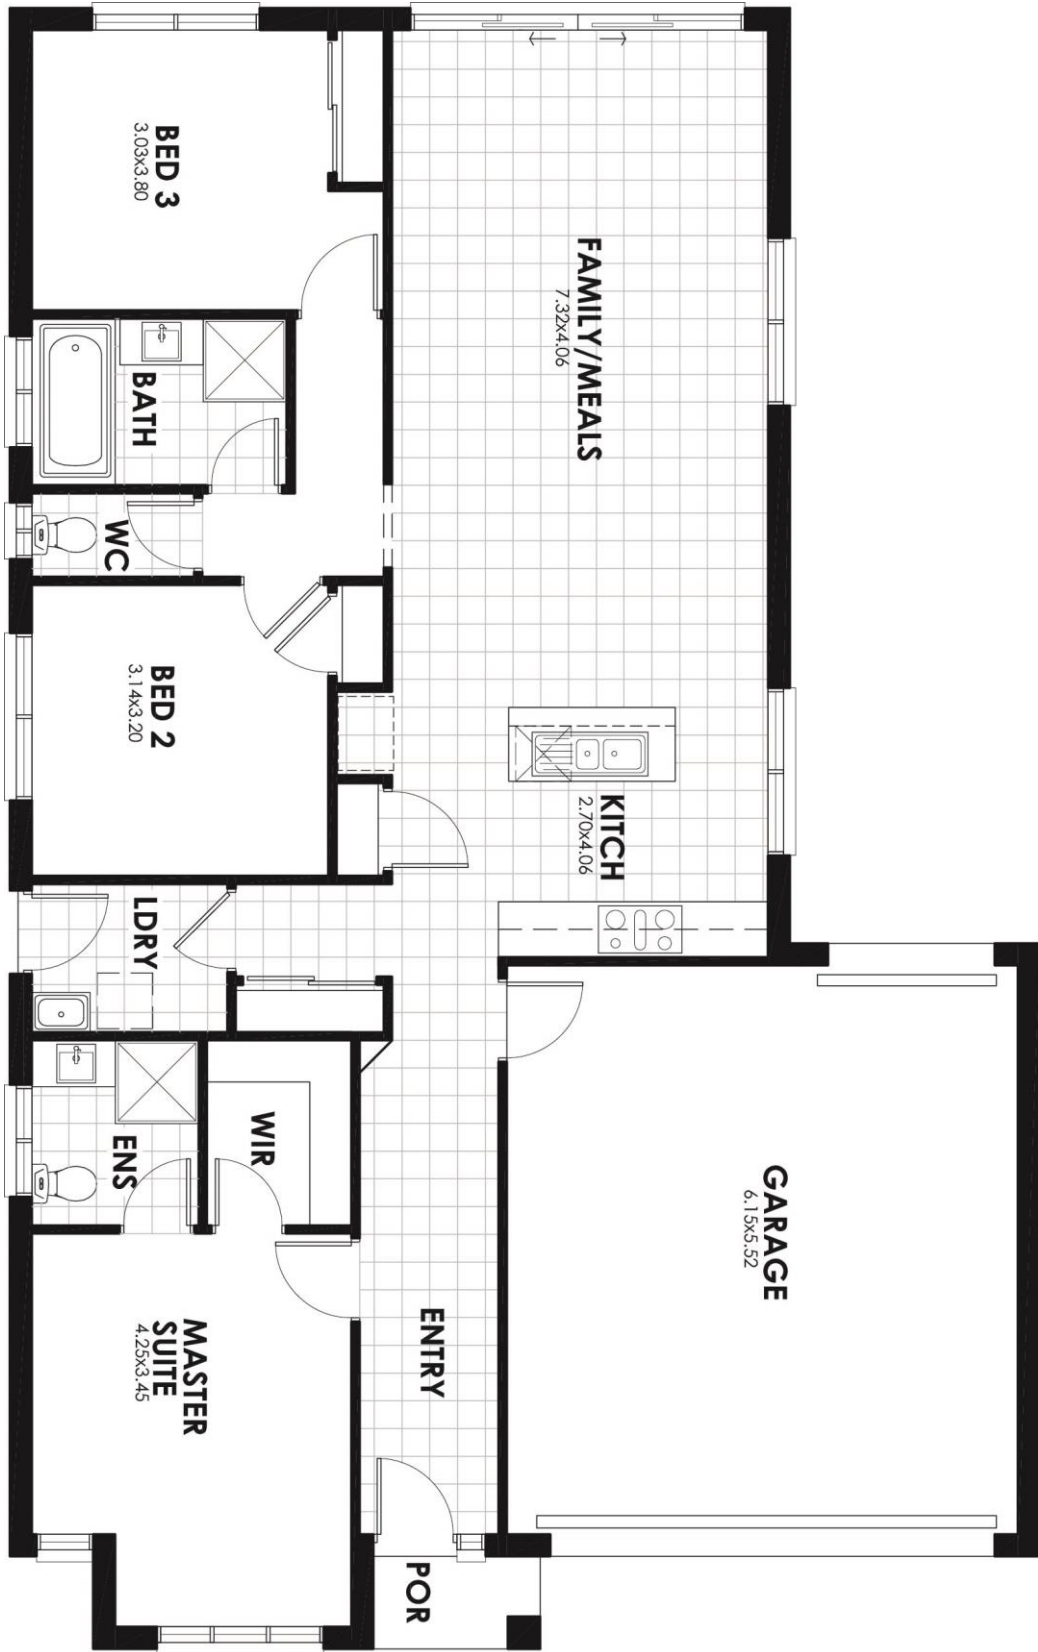 BED 3
3.03x3.80
FAMILY/MEALS
7.32x4.06
BATH
WC
BED 2
3.14x3.20
KITCH
2.70x4.06
LDRY
ENS
WIR
GARAGE
6.15x5.52
MASTER
SUITE
4.25x3.45
ENTRY
POR